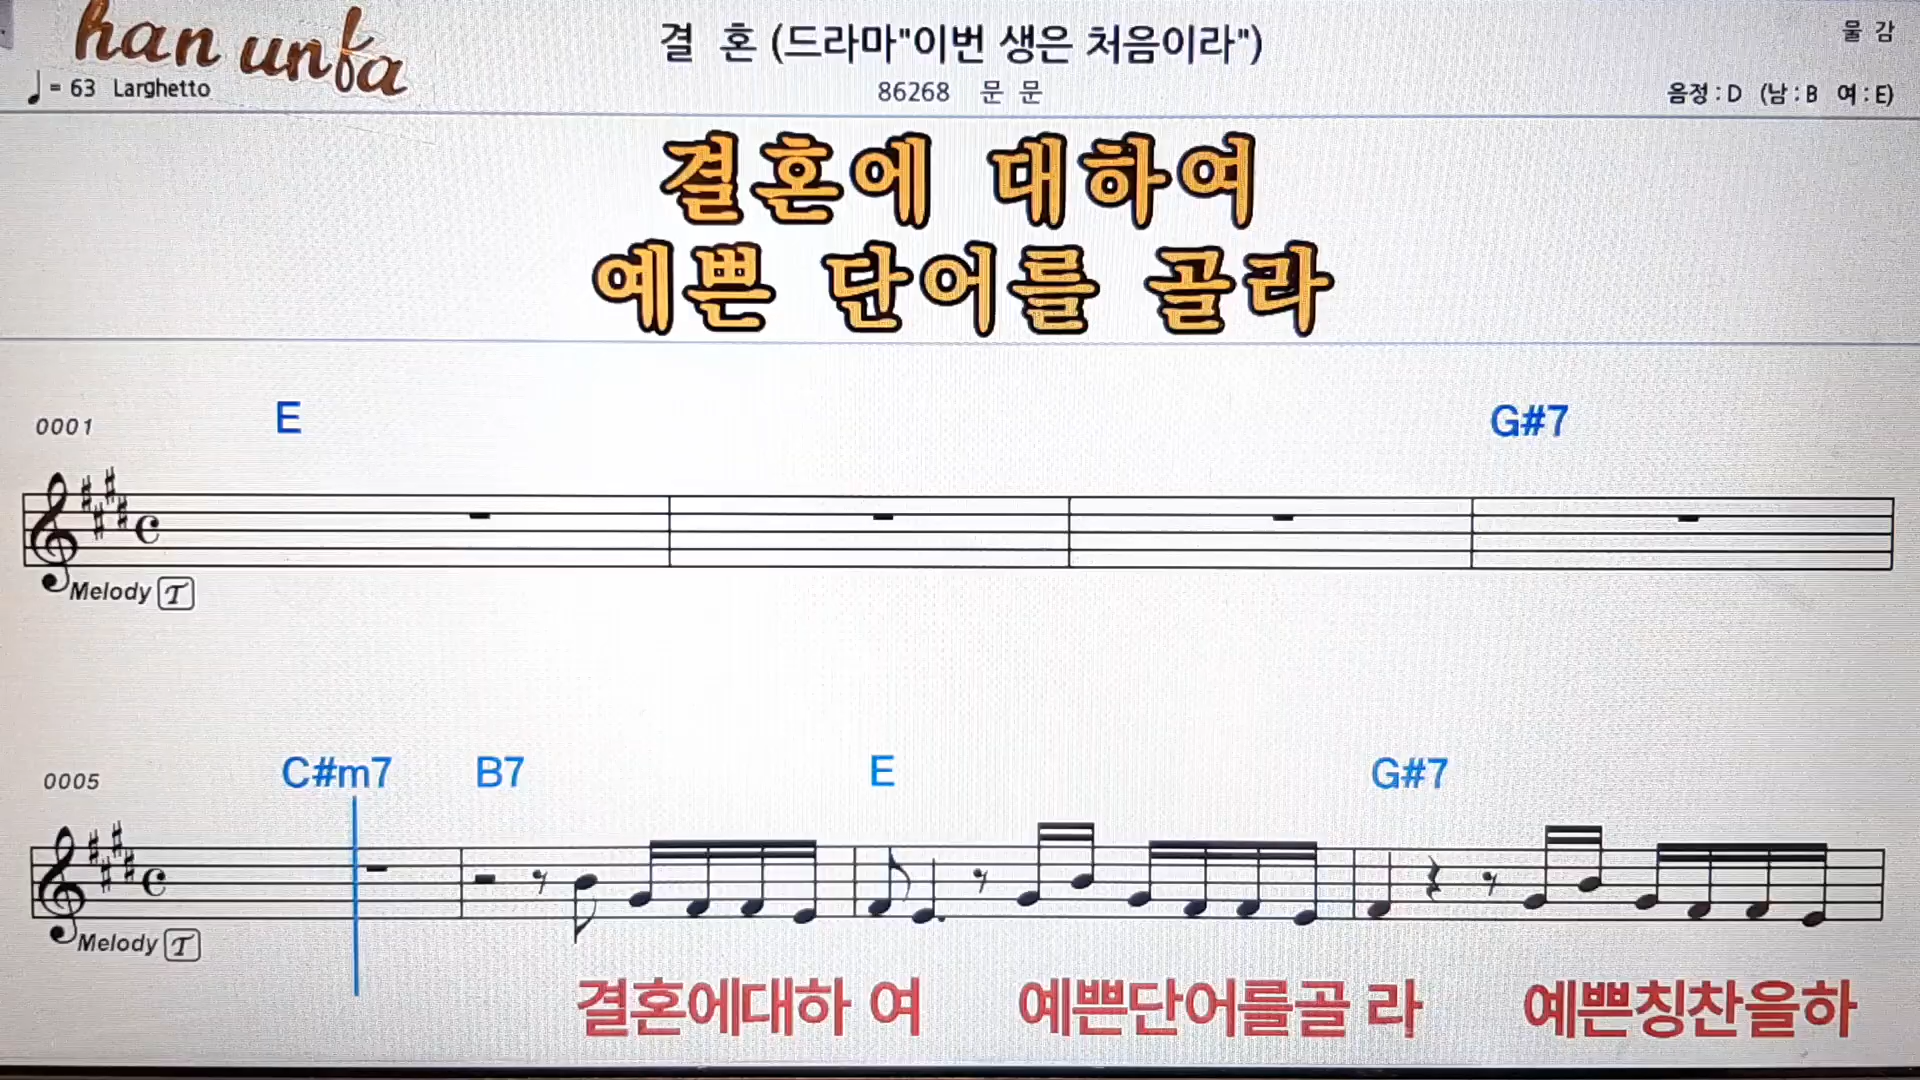 han unfa
결 혼 (드라마"이번 생은 처음이라")
물 감
♩= 63 Larghetto
86268 문 문
음정 : D (남 : B 여 : E)
결혼에 대하여
예쁜 단어를 골라
0001 E G#7
Melody T
0005 C#m7 B7 E G#7
Melody T
결혼에대하 여 예쁜단어를골 라 예쁜칭찬을하